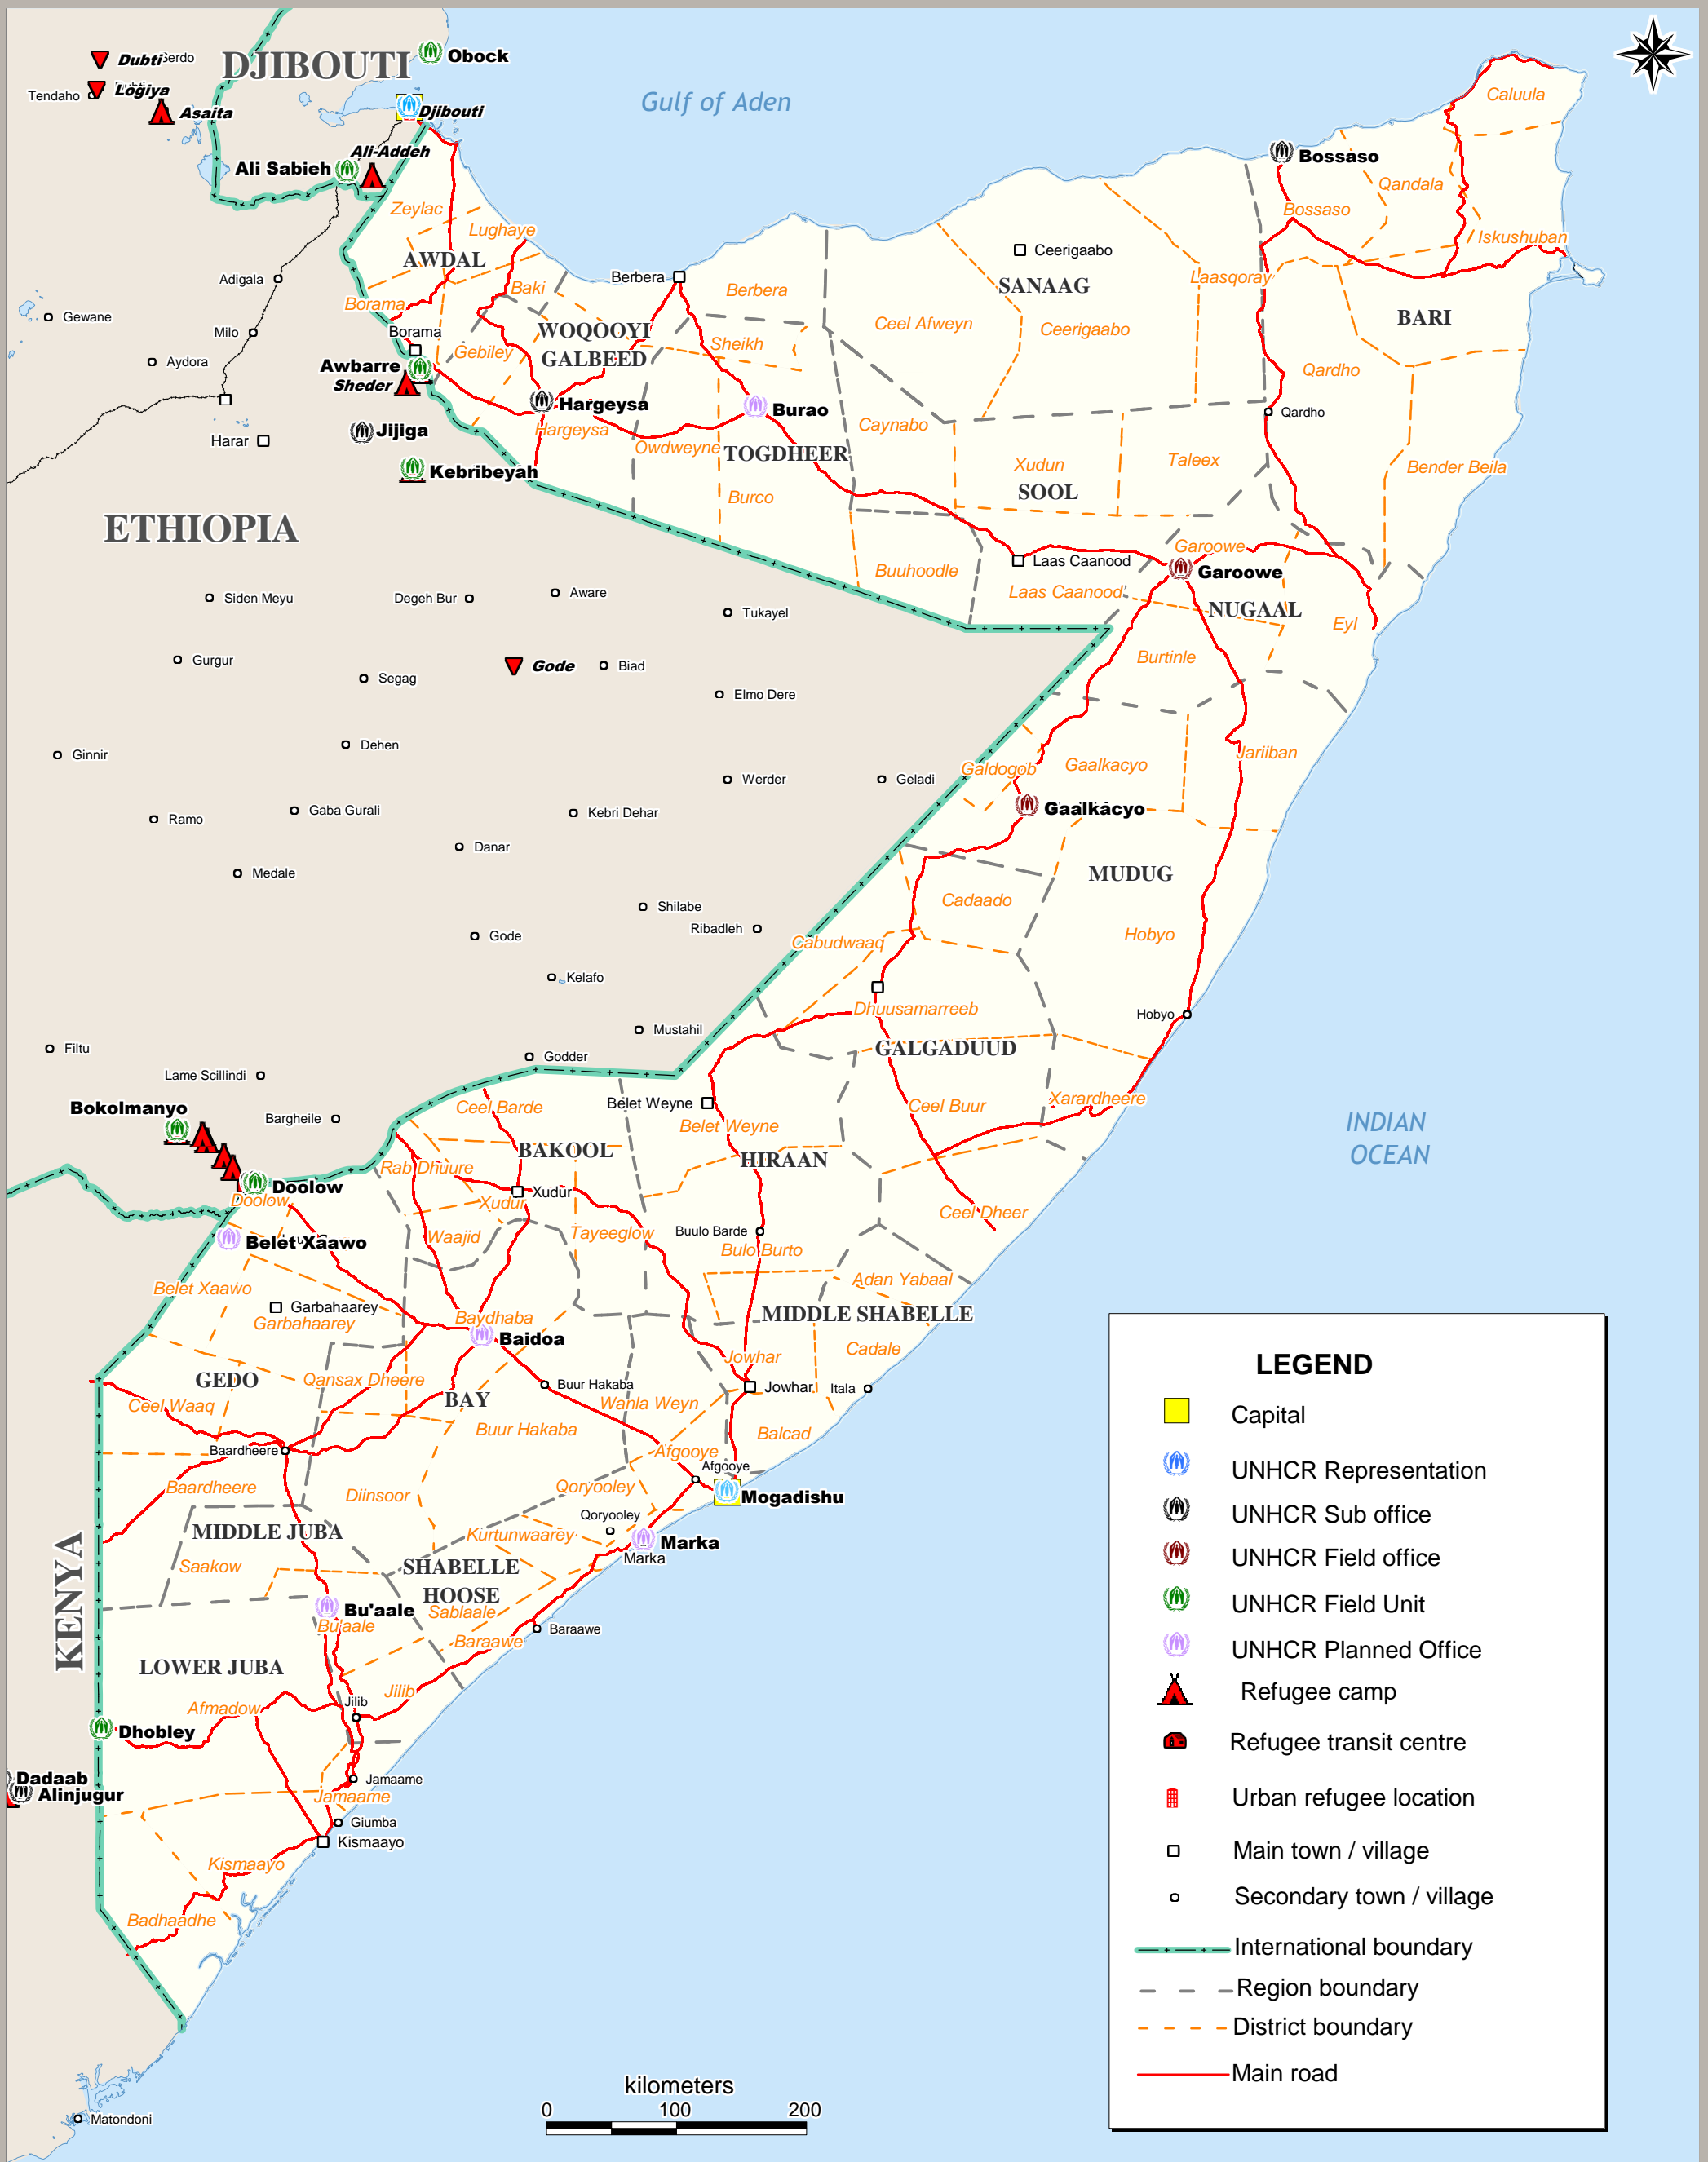 Dubti
Serdo
DJIBOUTI
Obock
Tendaho
Logiya
Asaita
Djibouti
Gulf of Aden
Caluula
Ali-Addeh
Ali Sabieh
Bossaso
Qandala
Bossaso
Zeylac
Lughaye
Iskushuban
AWDAL
Ceerigaabo
Adigala
Berbera
Berbera
Baki
SANAAG
Laasqoray
Borama
Gewane
Milo
Borama
WOQOOYI
GALBEED
Sheikh
Ceel Afweyn
Ceerigaabo
BARI
Aydora
Awbarre
Gebiley
Sheder
Qardho
Hargeysa
Burao
Qardho
Jijiga
Hargeysa
Caynabo
Harar
Owdweyne
TOGDHEER
Kebribeyah
Xudun
Taleex
Bender Beila
Burco
SOOL
ETHIOPIA
Garoowe
Laas Caanood
Garoowe
Buuhoodle
Laas Caanood
Siden Meyu
Degeh Bur
Aware
Tukayel
NUGAAL
Eyl
Gurgur
Segag
Gode
Biad
Burtinle
Elmo Dere
Dehen
Ginnir
Jariiban
Galdogob
Gaalkacyo
Werder
Geladi
Gaalkacyo
Ramo
Gaba Gurali
Kebri Dehar
Danar
Medale
MUDUG
Cadaado
Shilabe
Ribadleh
Gode
Cabudwaaq
Hobyo
Kelafo
Dhuusamarreeb
Hobyo
Mustahil
Filtu
Godder
GALGADUUD
Lame Scillindi
Bokolmanyo
Bargheile
Ceel Barde
Belet Weyne
Belet Weyne
Ceel Buur
Xarardheere
INDIAN
OCEAN
BAKOOL
HIRAAN
Rab Dhuure
Doolow
Doolow
Xudur
Xudur
Ceel Dheer
Belet Xaawo
Waajid
Tayeeglow
Buulo Barde
Bulo Burto
Belet Xaawo
Adan Yabaal
Garbahaarey
Garbahaarey
Baydhaba
MIDDLE SHABELLE
Baidoa
Jowhar
Cadale
GEDO
Qansax Dheere
BAY
Buur Hakaba
Jowhar
Itala
Ceel Waaq
Wanla Weyn
Buur Hakaba
Balcad
Baardheere
Afgooye
Afgooye
Baardheere
Diinsoor
Qoryooley
Mogadishu
Qoryooley
MIDDLE JUBA
Kurtunwaarey
Marka
Marka
Saakow
SHABELLE
HOOSE
KENYA
Bu'aale
Bu'aale
Sablaale
Baraawe
Baraawe
LOWER JUBA
Jilib
Jilib
Afmadow
Dhobley
Dadaab
Alinjugur
Jamaame
Jamaame
Giumba
Kismaayo
Kismaayo
Badhaadhe
Matondoni
kilometers
0
100
200
LEGEND
Capital
UNHCR Representation
UNHCR Sub office
UNHCR Field office
UNHCR Field Unit
UNHCR Planned Office
Refugee camp
Refugee transit centre
Urban refugee location
Main town / village
Secondary town / village
International boundary
Region boundary
District boundary
Main road